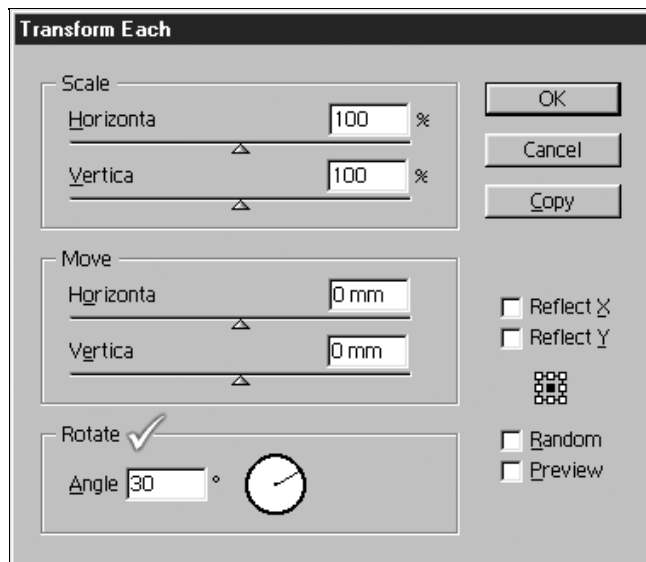 Transform Each
Scale
Horizonta 100 %
Vertica 100 %
OK
Cancel
Copy
Move
Horizonta 0 mm
Vertica 0 mm
Reflect X
Reflect Y
Rotate
Angle 30 °
Random
Preview